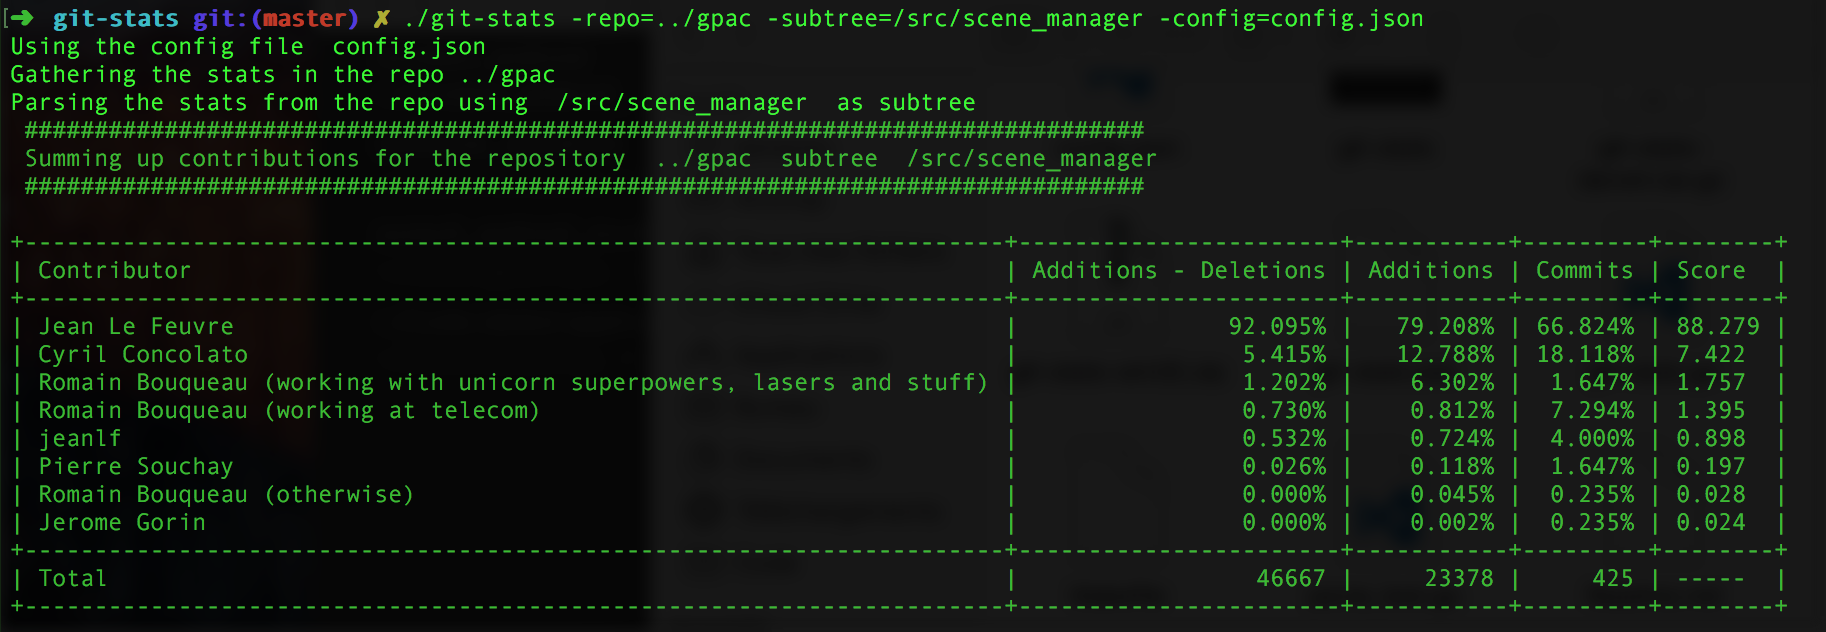 [➜ git-stats git:(master) ✗ ./git-stats -repo=../gpac -subtree=/src/scene_manager -config=config.json
Using the config file  config.json
Gathering the stats in the repo ../gpac
Parsing the stats from the repo using  /src/scene_manager  as subtree
################################################################################
Summing up contributions for the repository  ../gpac  subtree  /src/scene_manager
################################################################################
+----------------------------------------------------------------------+-----------------------+-----------+---------+--------+
| Contributor | Additions - Deletions | Additions | Commits | Score |
+----------------------------------------------------------------------+-----------------------+-----------+---------+--------+
| Jean Le Feuvre | 92.095% | 79.208% | 66.824% | 88.279 |
| Cyril Concolato | 5.415% | 12.788% | 18.118% | 7.422 |
| Romain Bouqueau (working with unicorn superpowers, lasers and stuff) | 1.202% | 6.302% | 1.647% | 1.757 |
| Romain Bouqueau (working at telecom) | 0.730% | 0.812% | 7.294% | 1.395 |
| jeanlf | 0.532% | 0.724% | 4.000% | 0.898 |
| Pierre Souchay | 0.026% | 0.118% | 1.647% | 0.197 |
| Romain Bouqueau (otherwise) | 0.000% | 0.045% | 0.235% | 0.028 |
| Jerome Gorin | 0.000% | 0.002% | 0.235% | 0.024 |
+----------------------------------------------------------------------+-----------------------+-----------+---------+--------+
| Total | 46667 | 23378 | 425 | ----- |
+----------------------------------------------------------------------+-----------------------+-----------+---------+--------+